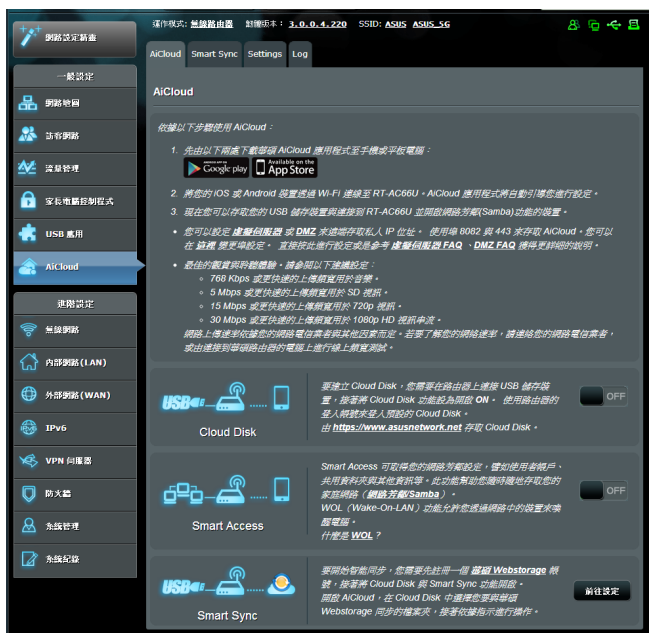 運作模式: 無線路由器 韌體版本: 3.0.0.4.220 SSID: ASUS ASUS_5G
網路設定精靈
一般設定
網路地圖
訪客網路
流量管理
家長電腦控制程式
USB 應用
AiCloud
進階設定
無線網路
內部網路(LAN)
外部網路(WAN)
IPv6
VPN 伺服器
防火牆
系統管理
系統紀錄
AiCloud Smart Sync Settings Log
AiCloud
依據以下步驟使用 AiCloud:
1. 先由以下兩處下載華碩 AiCloud 應用程式至手機或平板電腦:
ANDROID APP ON
Google play
Available on the
App Store
2. 將您的 iOS 或 Android 裝置透過 Wi-Fi 連線至 RT-AC66U。AiCloud 應用程式將自動引導您進行設定。
3. 現在您可存取您的 USB 儲存裝置與連接到 RT-AC66U 並開啟網路芳鄰(Samba)功能的裝置。
• 您可以設定 虛擬伺服器 或 DMZ 來遠端存取私人 IP 位址。 使用埠 8082 與 443 來存取 AiCloud。您可以
在 這裡 變更埠設定。 直接按此進行設定或是參考 虛擬伺服器 FAQ、DMZ FAQ 獲得更詳細的說明。
• 最佳的觀賞與聆聽體驗。請參閱以下建議設定:
◦ 768 Kbps 或更快速的上傳頻寬用於音樂。
◦ 5 Mbps 或更快速的上傳頻寬用於 SD 視訊。
◦ 15 Mbps 或更快速的上傳頻寬用於 720p 視訊。
◦ 30 Mbps 或更快速的上傳頻寬用於 1080p HD 視訊串流。
網路上傳速率依據您的網路電信業者與其他因素而定。若要了解您的網絡速率,請連絡您的網路電信業者,
或由連接到華碩路由器的電腦上進行線上頻寬測試。
USB
Cloud Disk
要建立 Cloud Disk,您需要在路由器上連接 USB 儲存裝
置,接著將 Cloud Disk 功能設為開啟 ON。 使用路由器的
登入帳號來登入預設的 Cloud Disk。
由 https://www.asusnetwork.net 存取 Cloud Disk。
OFF
Smart Access
Smart Access 可取得您的網路芳鄰設定,譬如使用者帳戶、
共用資料夾與其他資訊等。此功能幫助您隨時隨地存取您的
家庭網路(網路芳鄰/Samba)。
WOL(Wake-On-LAN)功能允許您透過網路中的裝置來喚
醒電腦。
什麼是 WOL?
OFF
USB
Smart Sync
要開始智能同步,您需要先註冊一個 華碩 Webstorage 帳
號,接著將 Cloud Disk 與 Smart Sync 功能開啟。
開啟 AiCloud,在 Cloud Disk 中選擇您要與華碩
Webstorage 同步的檔案夾,接著依據指示進行操作。
前往設定